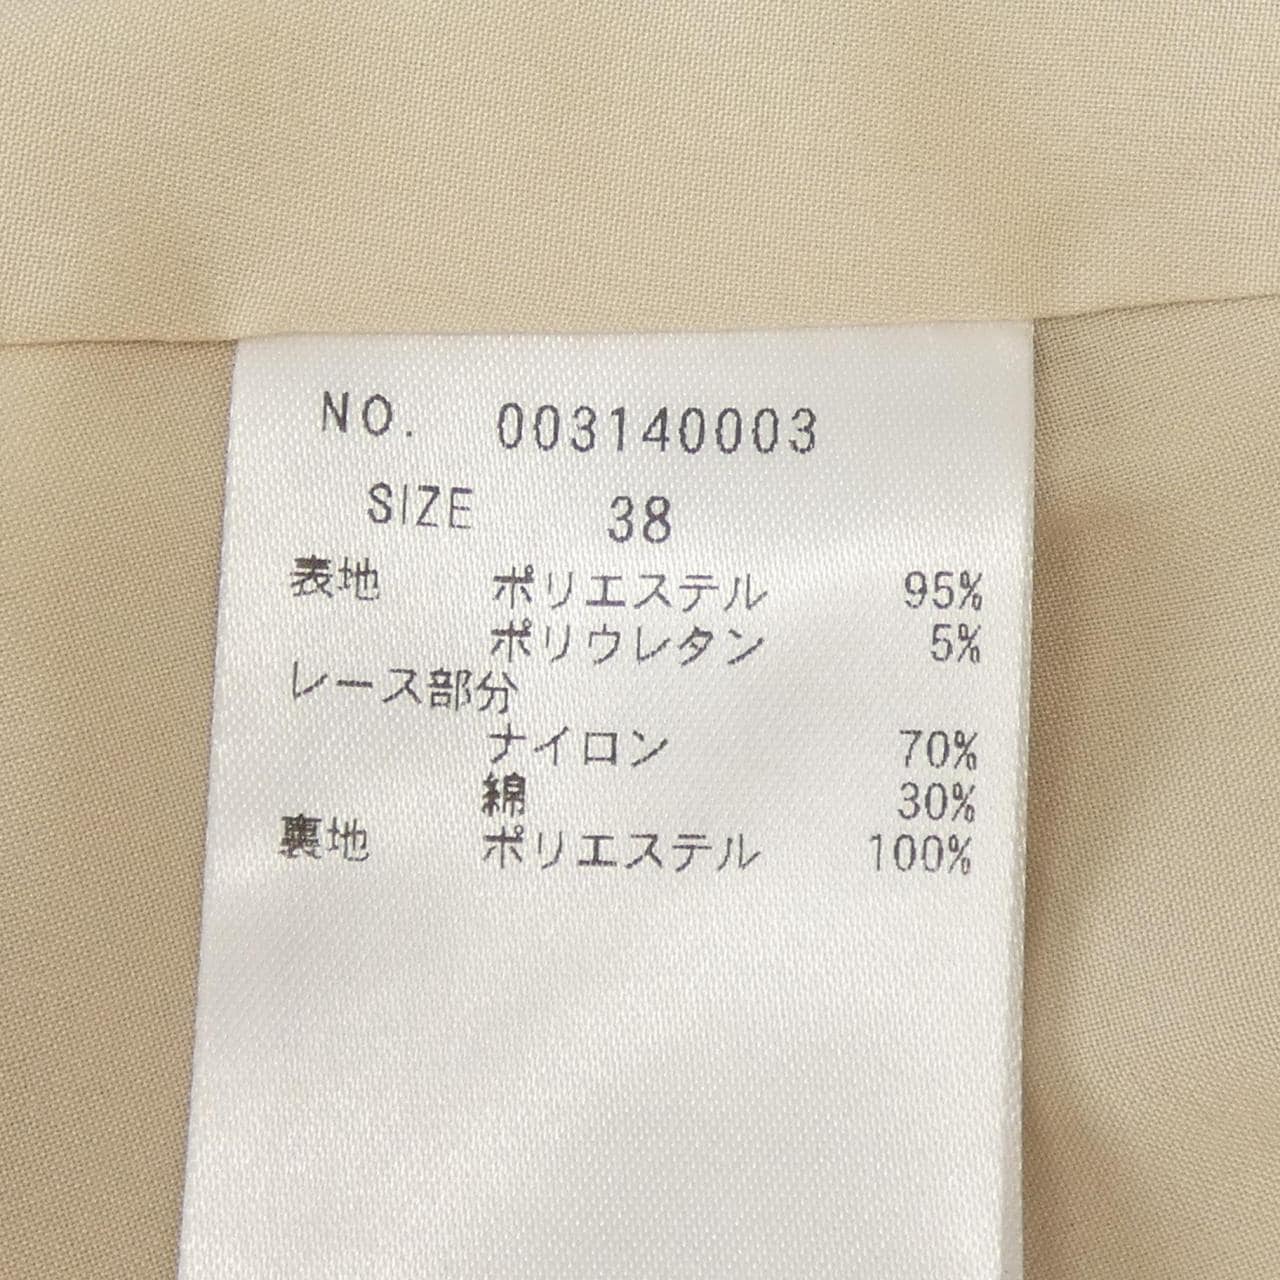 NO. 003140003
SIZE 38
表地 ポリエステル 95%
ポリウレタン 5%
レース部分
ナイロン 70%
綿 30%
裏地 ポリエステル 100%